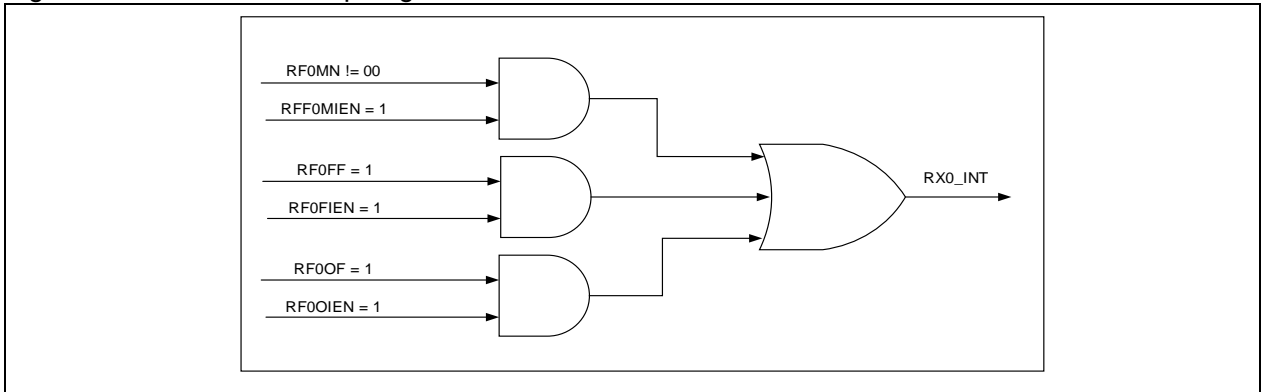 RF0MN != 00
RFF0MIEN = 1
RF0FF = 1
RF0FIEN = 1
RF0OF = 1
RF0OIEN = 1
RX0_INT